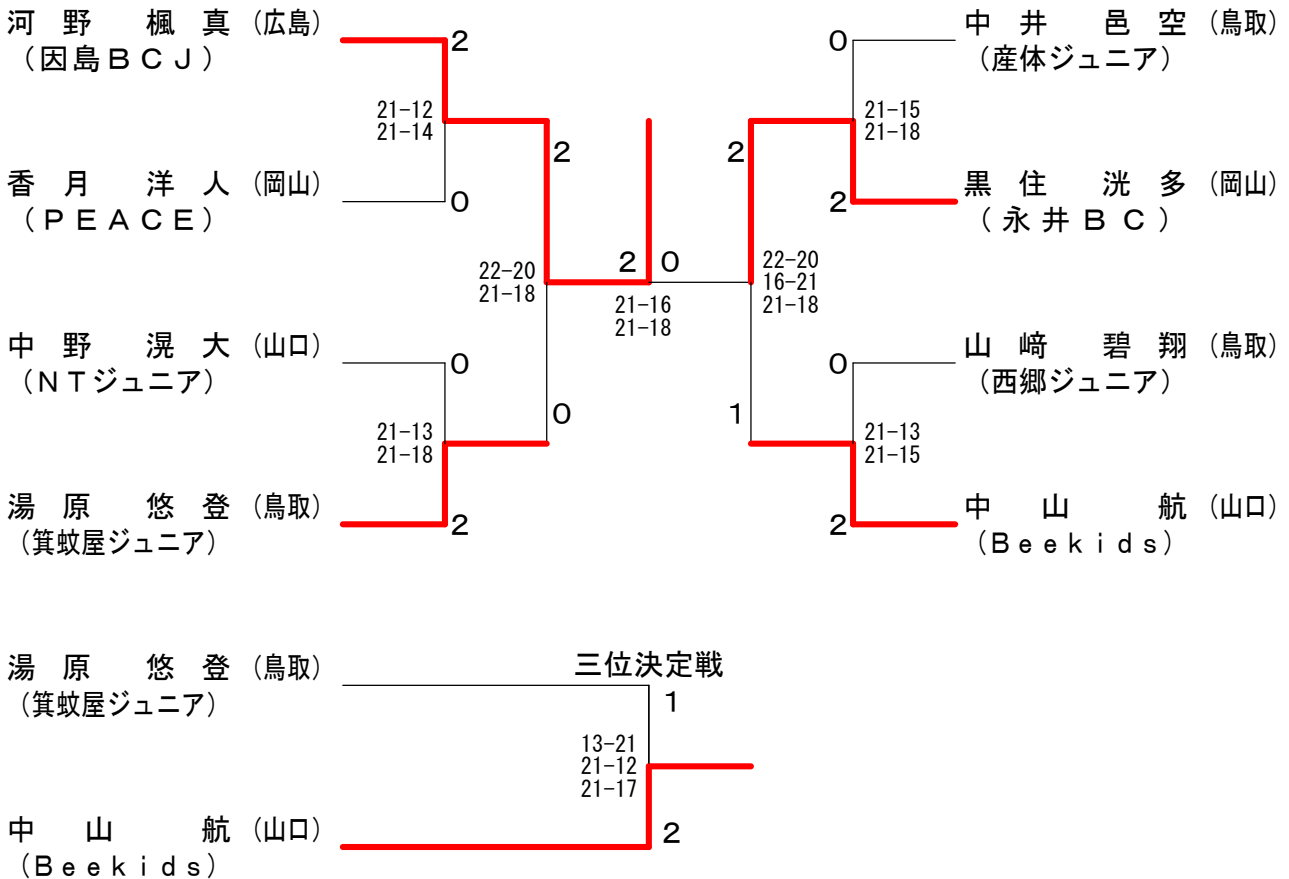 河野 楓真 (広島)
(因島BCJ)
2
21-12
21-14
香月 洋人 (岡山)
(PEACE)
0
2
22-20
21-18
中野 滉大 (山口)
(NTジュニア)
0
21-13
21-18
0
湯原 悠登 (鳥取)
(箕蚊屋ジュニア)
2
2 0
21-16
21-18
中井 邑空 (鳥取)
(産体ジュニア)
0
21-15
21-18
2
黒住 洸多 (岡山)
(永井BC)
2
22-20
16-21
21-18
山﨑 碧翔 (鳥取)
(西郷ジュニア)
0
1
21-13
21-15
中山 航 (山口)
(Beekids)
2
三位決定戦
湯原 悠登 (鳥取)
(箕蚊屋ジュニア)
1
13-21
21-12
21-17
中山 航 (山口)
(Beekids)
2